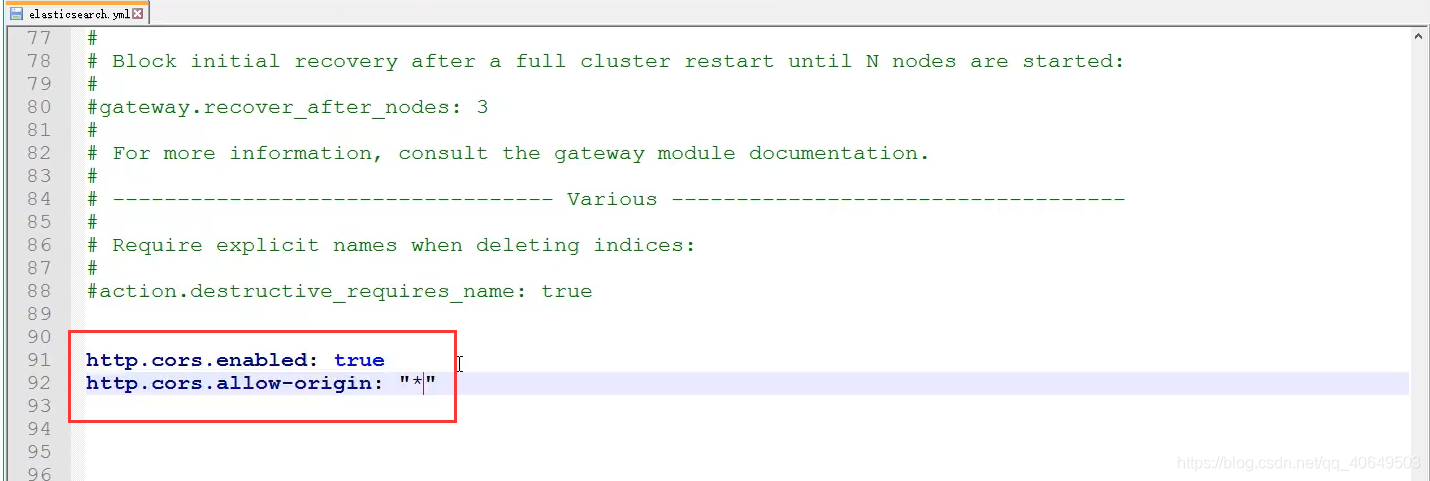 elasticsearch.yml
77 #
78 # Block initial recovery after a full cluster restart until N nodes are started:
79 #
80 #gateway.recover_after_nodes: 3
81 #
82 # For more information, consult the gateway module documentation.
83 #
84 # ---------------------------------- Various -----------------------------------
85 #
86 # Require explicit names when deleting indices:
87 #
88 #action.destructive_requires_name: true
89
90
91 http.cors.enabled: true
92 http.cors.allow-origin: "*"
93
94
95
96
https://blog.csdn.net/qq_40649503